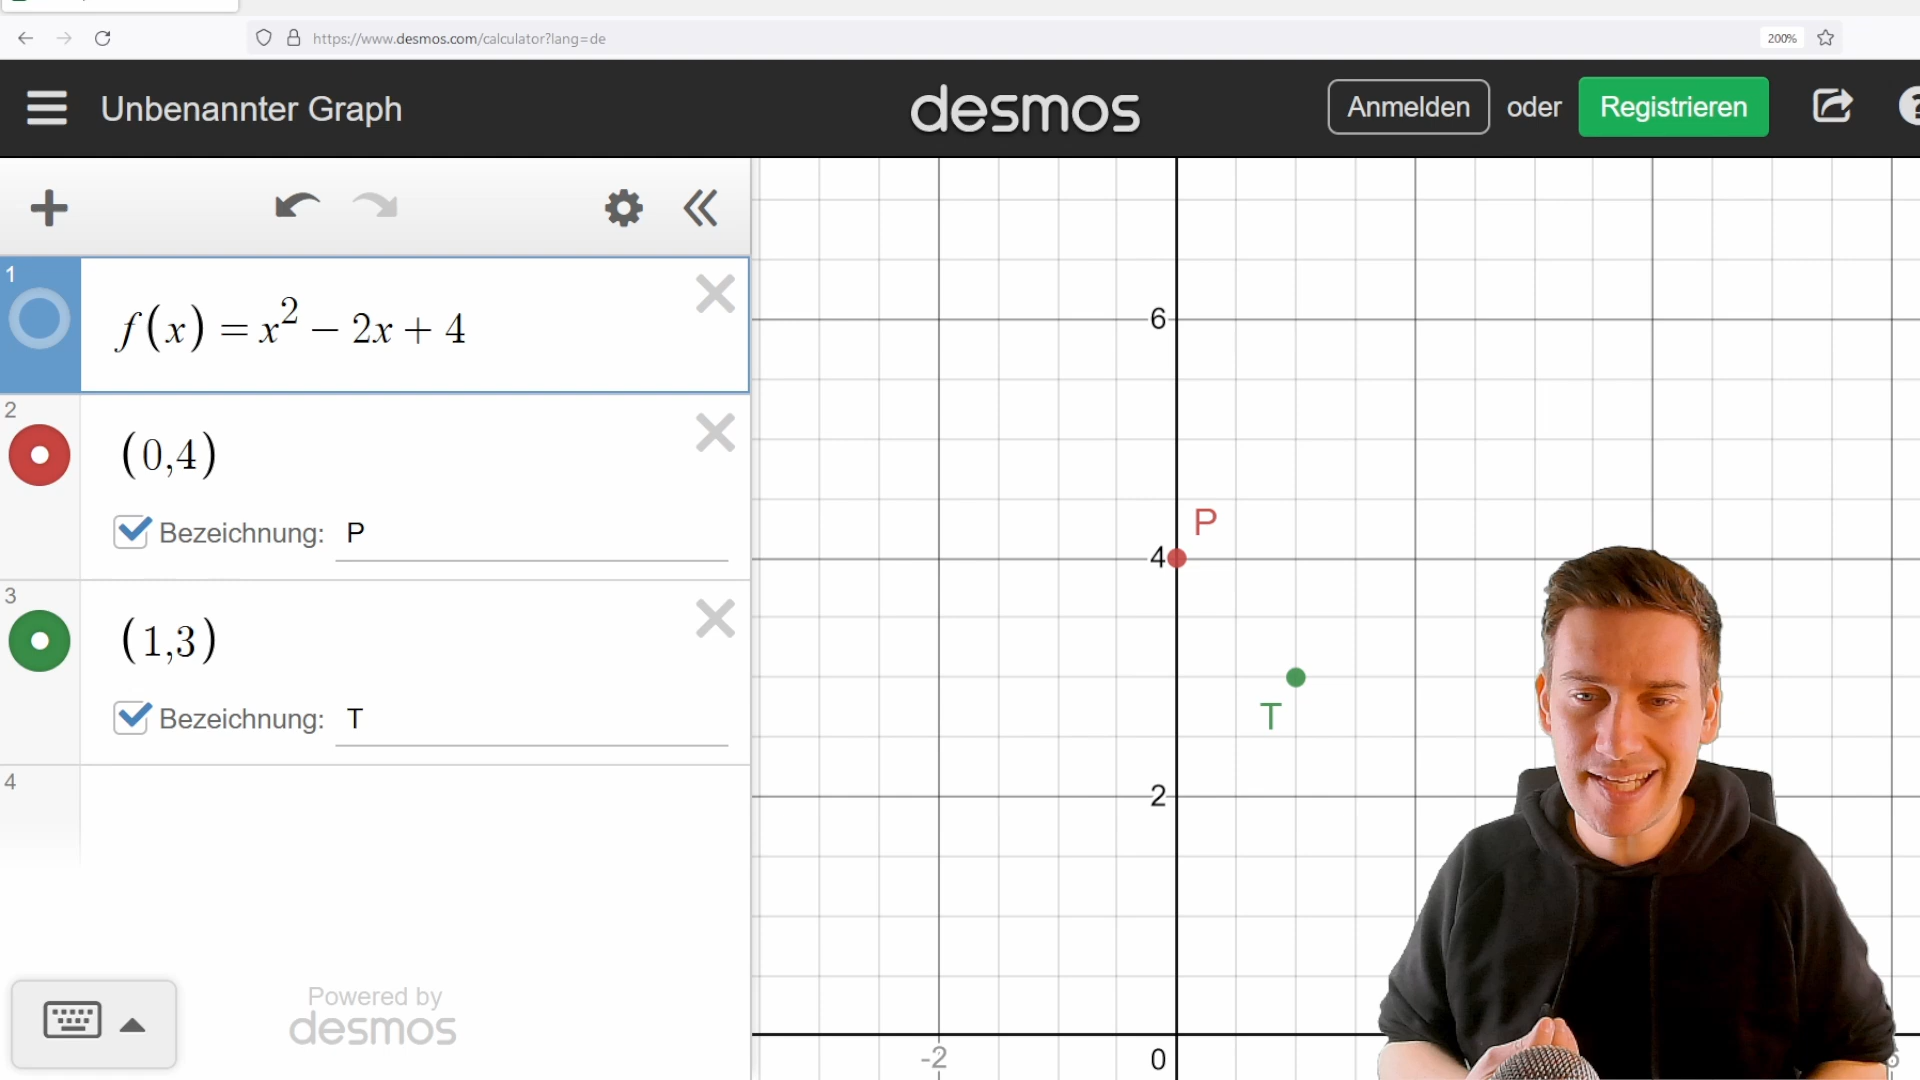 https://www.desmos.com/calculator?lang=de
200%
Unbenannter Graph
desmos
Anmelden
oder
Registrieren
?
1
f(x) = x² − 2x + 4
2
(0,4)
Bezeichnung: P
3
(1,3)
Bezeichnung: T
4
Powered by
desmos
6
P
4
T
2
-2
0